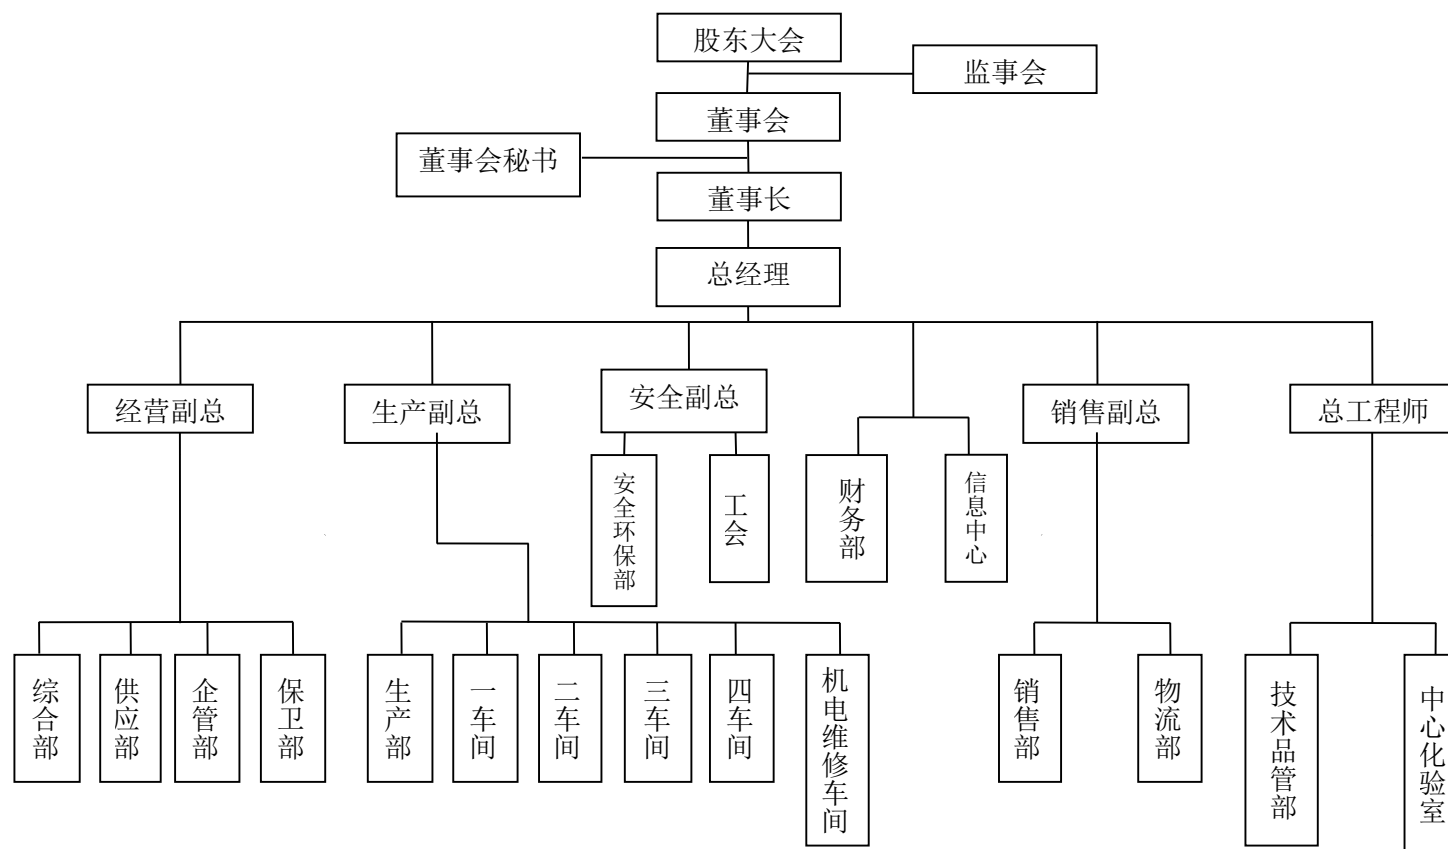 股东大会
监事会
董事会
董事会秘书
董事长
总经理
经营副总
生产副总
安全副总
销售副总
总工程师
安全环保部
工会
财务部
信息中心
综合部
供应部
企管部
保卫部
生产部
一车间
二车间
三车间
四车间
机电维修车间
销售部
物流部
技术品管部
中心化验室